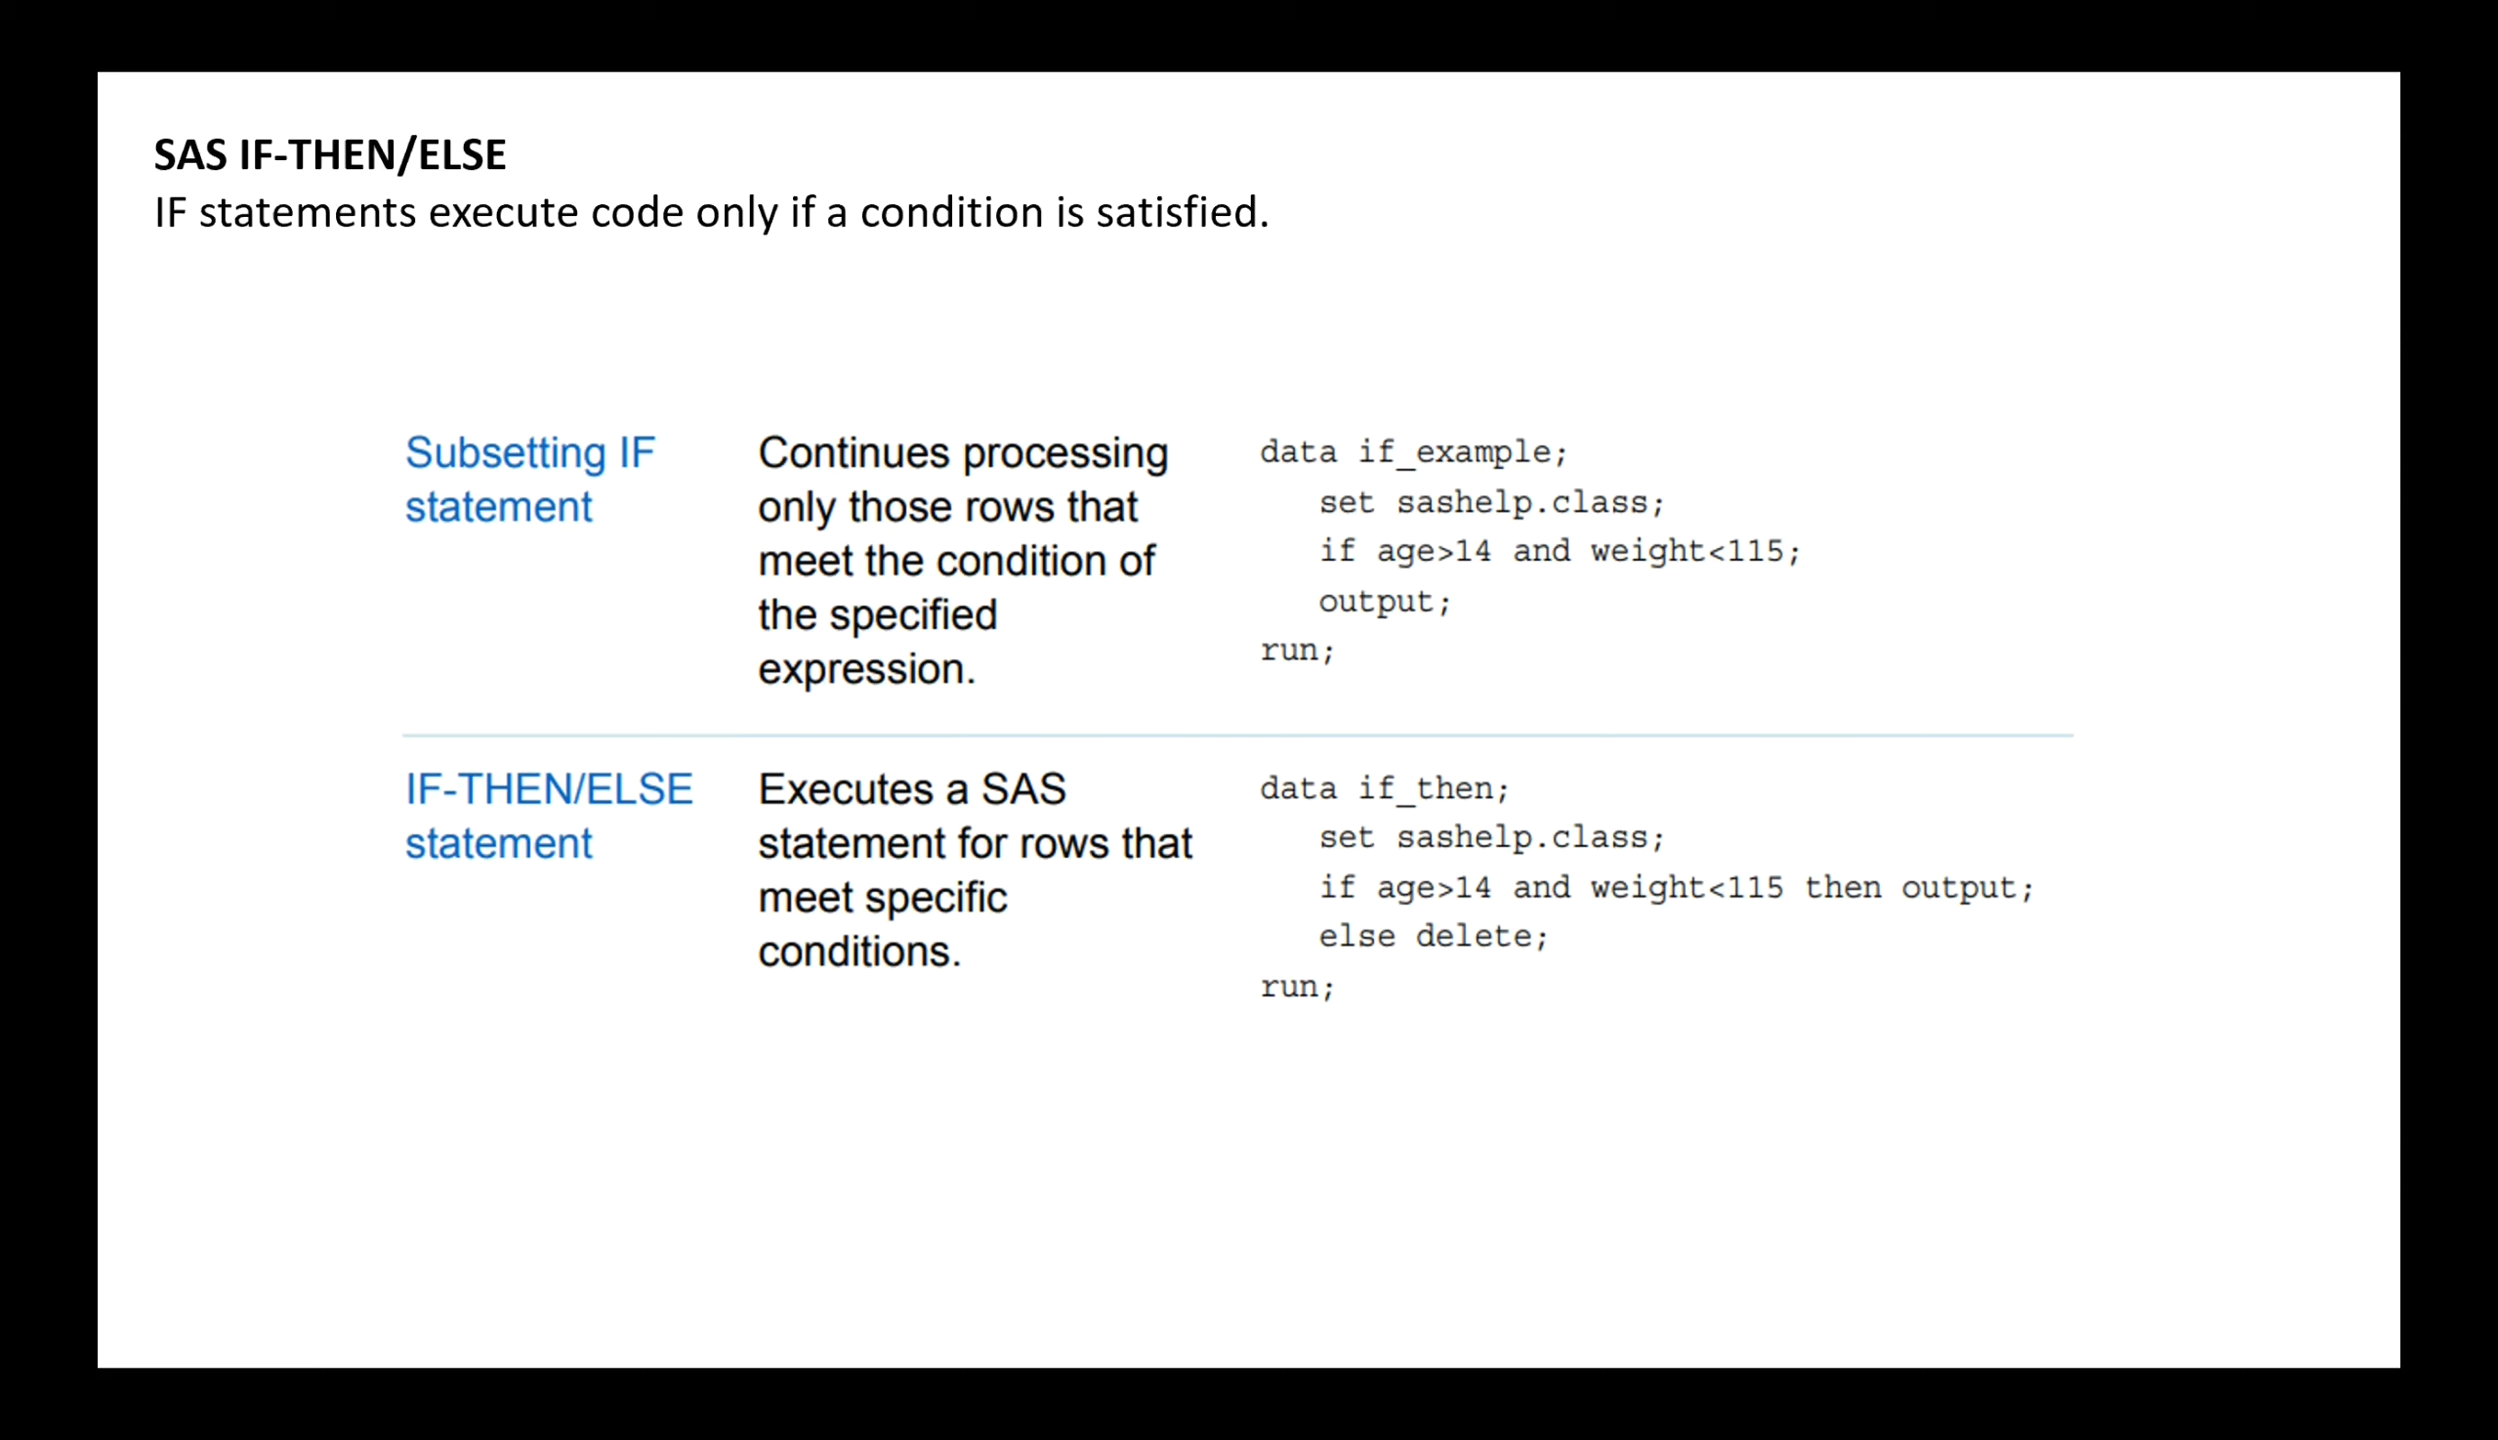 SAS IF-THEN/ELSE
IF statements execute code only if a condition is satisfied.
Subsetting IF
statement
Continues processing
only those rows that
meet the condition of
the specified
expression.
data if_example;
set sashelp.class;
if age>14 and weight<115;
output;
run;
IF-THEN/ELSE
statement
Executes a SAS
statement for rows that
meet specific
conditions.
data if_then;
set sashelp.class;
if age>14 and weight<115 then output;
else delete;
run;